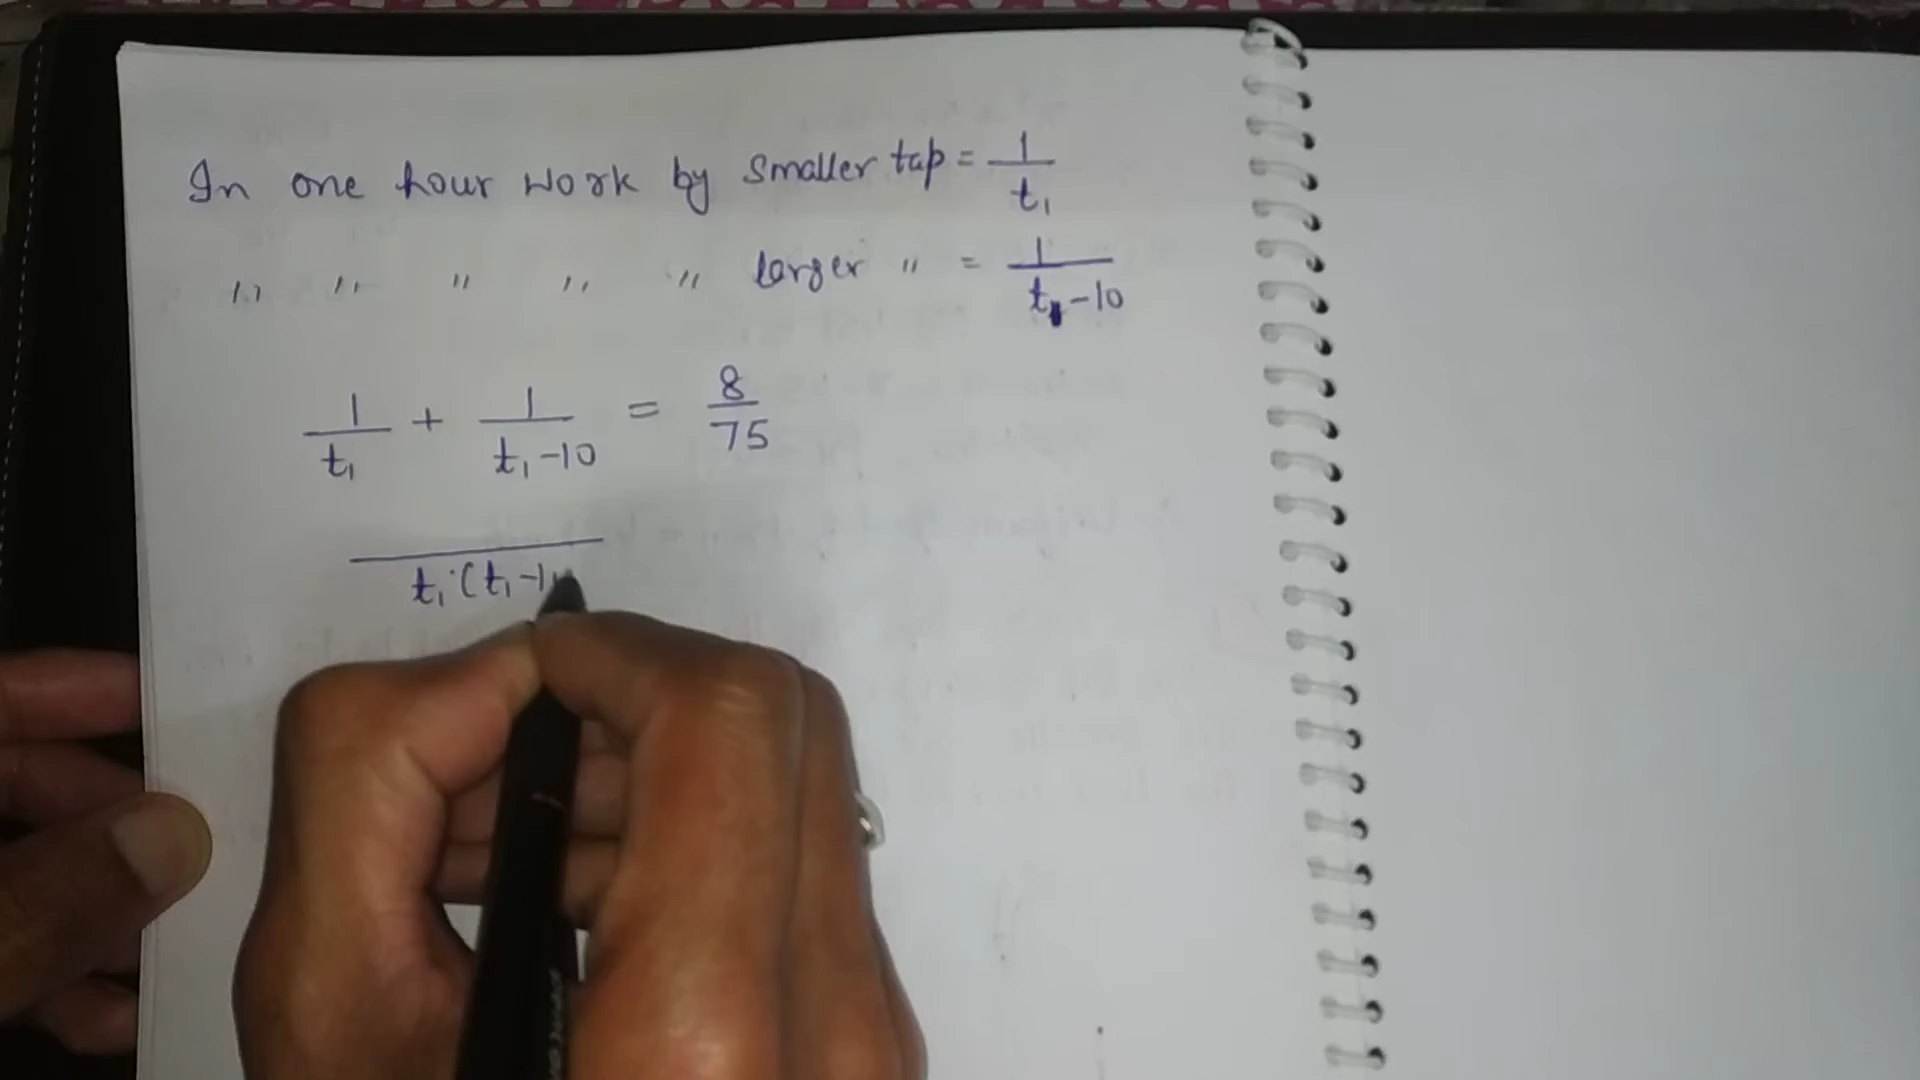 In one hour work by smaller tap = 1/t₁
,, ,, ,, ,, ,, larger ,, = 1/t₁-10
1/t₁ + 1/t₁-10 = 8/75
/t₁·(t₁-1